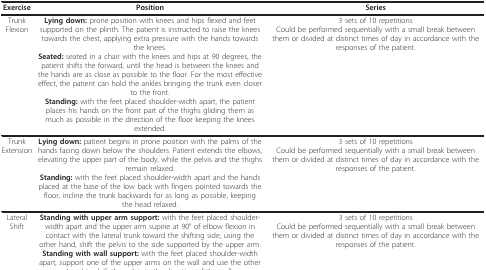 Exercise Position Series
Trunk Flexion
Lying down: prone position with knees and hips flexed and feet
supported on the plinth. The patient is instructed to raise the knees
towards the chest, applying extra pressure with the hands towards
the knees.
Seated: seated in a chair with the knees and hips at 90 degrees, the
patient shifts the forward, until the head is between the knees and
the hands are as close as possible to the floor. For the most effective
effect, the patient can hold the ankles bringing the trunk even closer
to the front.
Standing: with the feet placed shoulder-width apart, the patient
places his hands on the front part of the thighs gliding them as
much as possible in the direction of the floor keeping the knees
extended.
3 sets of 10 repetitions
Could be performed sequentially with a small break between
them or divided at distinct times of day in accordance with the
responses of the patient.
Trunk
Extension
Lying down: patient begins in prone position with the palms of the
hands facing down below the shoulders. Patient extends the elbows,
elevating the upper part of the body, while the pelvis and the thighs
remain relaxed.
Standing: with the feet placed shoulder-width apart and the hands
placed at the base of the low back with fingers pointed towards the
floor, incline the trunk backwards for as long as possible, keeping
the head relaxed.
3 sets of 10 repetitions
Could be performed sequentially with a small break between
them or divided at distinct times of day in accordance with the
responses of the patient.
Lateral
Shift
Standing with upper arm support: with the feet placed shoulder-
width apart and the upper arm supine at 90° of elbow flexion in
contact with the lateral trunk toward the shifting side, using the
other hand, shift the pelvis to the side supported by the upper arm.
Standing with wall support: with the feet placed shoulder-width
apart, support one of the upper arms on the wall and use the other
3 sets of 10 repetitions
Could be performed sequentially with a small break between
them or divided at distinct times of day in accordance with the
responses of the patient.